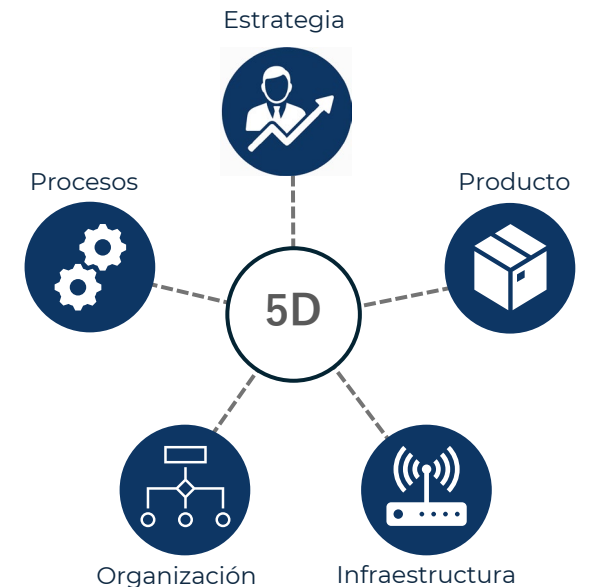 Estrategia
Procesos
Producto
5D
Organización
Infraestructura